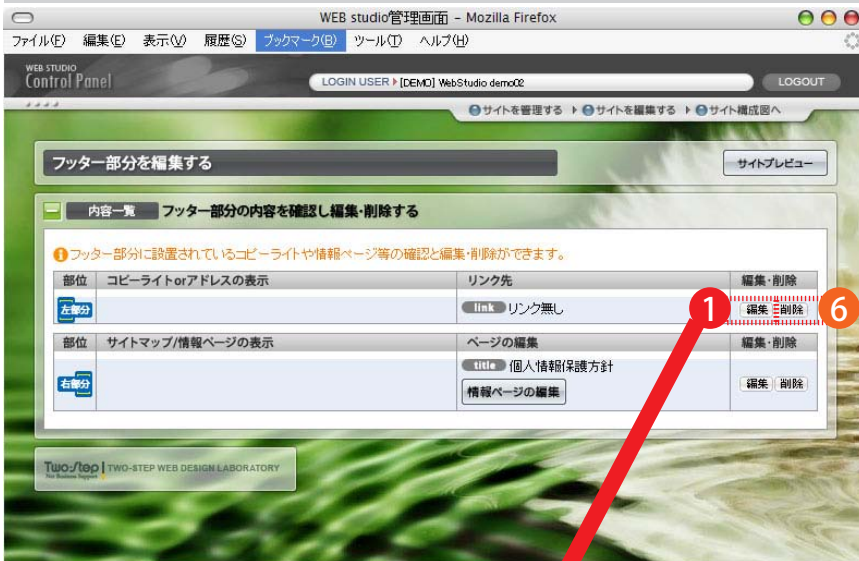 WEB studio管理画面 - Mozilla Firefox
ファイル(F) 編集(E) 表示(V) 履歴(S) ブックマーク(B) ツール(T) ヘルプ(H)
WEB STUDIO
Control Panel
LOGIN USER [DEMO] WebStudio demo02
LOGOUT
サイトを管理する サイトを編集する サイト構成図へ
フッター部分を編集する
サイトプレビュー
内容一覧 フッター部分の内容を確認し編集・削除する
フッター部分に設置されているコピーライトや情報ページ等の確認と編集・削除ができます。
部位 コピーライトorアドレスの表示 リンク先 編集・削除
左部分 link リンク無し 1 編集 削除 6
部位 サイトマップ/情報ページの表示 ページの編集 編集・削除
title 個人情報保護方針
右部分 編集 削除
情報ページの編集
Two-Step TWO-STEP WEB DESIGN LABORATORY
Net Business Support